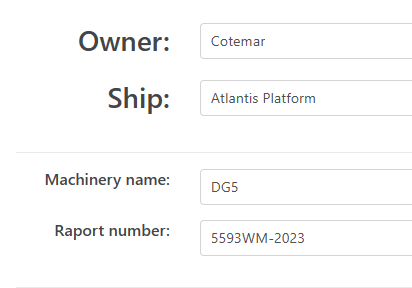 Owner: Cotemar
Ship: Atlantis Platform
Machinery name: DG5
Raport number: 5593WM-2023